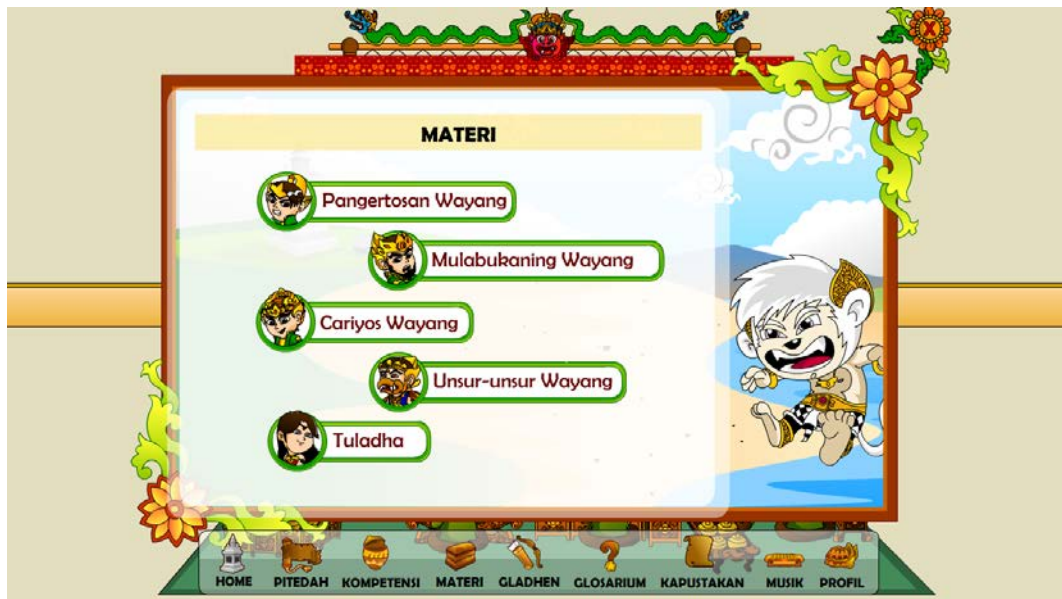 X
MATERI
Pangertosan Wayang
Mulabukaning Wayang
Cariyos Wayang
Unsur-unsur Wayang
Tuladha
HOME PITEDAH KOMPETENSI MATERI GLADHEN GLOSARIUM KAPUSTAKAN MUSIK PROFIL